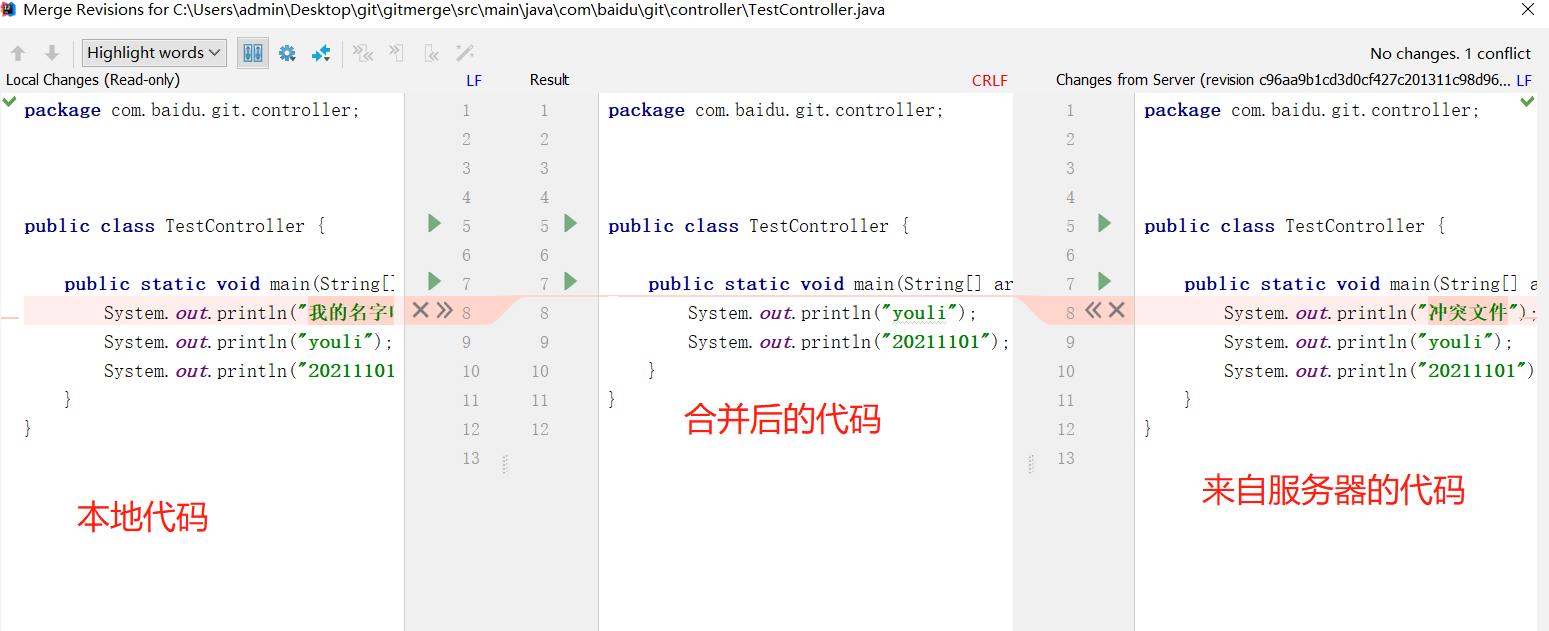 Merge Revisions for C:\Users\admin\Desktop\git\gitmerge\src\main\java\com\baidu\git\controller\TestController.java
Highlight words
No changes. 1 conflict
Local Changes (Read-only)
LF
Result
CRLF
Changes from Server (revision c96aa9b1cd3d0cf427c201311c98d96... LF
package com.baidu.git.controller;
public class TestController {
public static void main(String[]
System.out.println("我的名字
System.out.println("youli");
System.out.println("20211101
}
}
本地代码
1
2
3
4
5
6
7
8
9
10
11
12
13
1
2
3
4
5
6
7
8
9
10
11
12
package com.baidu.git.controller;
public class TestController {
public static void main(String[] ar
System.out.println("youli");
System.out.println("20211101");
}
}
合并后的代码
1
2
3
4
5
6
7
8
9
10
11
12
13
package com.baidu.git.controller;
public class TestController {
public static void main(String[] a
System.out.println("冲突文件");
System.out.println("youli");
System.out.println("20211101")
}
}
来自服务器的代码